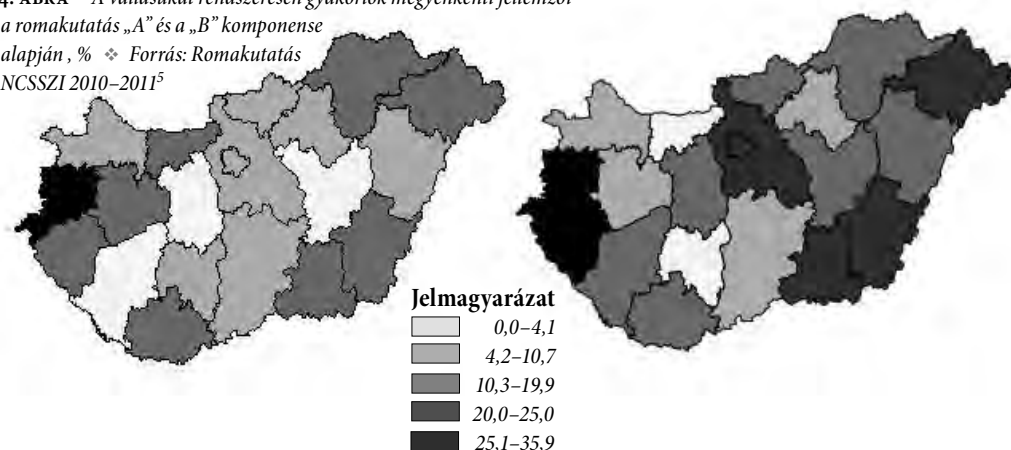 4. ÁBRA ❖ A vallásukat rendszeresen gyakorlók megyénkénti jellemzői
a romakutatás „A” és a „B” komponense
alapján , % ❖ Forrás: Romakutatás
NCSSZI 2010–2011⁵
Jelmagyarázat
0,0–4,1
4,2–10,7
10,3–19,9
20,0–25,0
25,1–35,9